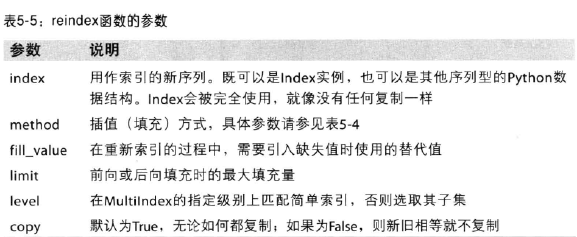 表5-5：reindex函数的参数
参数 说明
index 用作索引的新序列。既可以是Index实例，也可以是其他序列型的Python数
据结构。Index会被完全使用，就像没有任何复制一样
method 插值（填充）方式，具体参数请参见表5-4
fill_value 在重新索引的过程中，需要引入缺失值时使用的替代值
limit 前向或后向填充时的最大填充量
level 在MultiIndex的指定级别上匹配简单索引，否则选取其子集
copy 默认为True，无论如何都复制；如果为False，则新旧相等就不复制